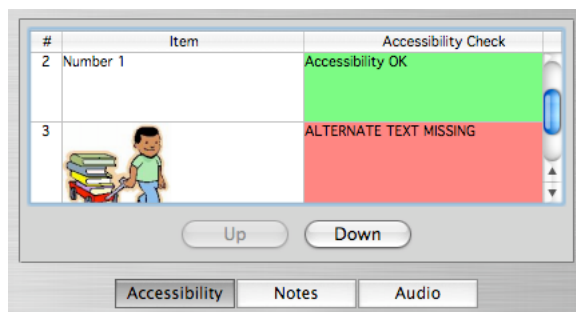 # Item Accessibility Check
2 Number 1 Accessibility OK
3 ALTERNATE TEXT MISSING
Up Down
Accessibility Notes Audio